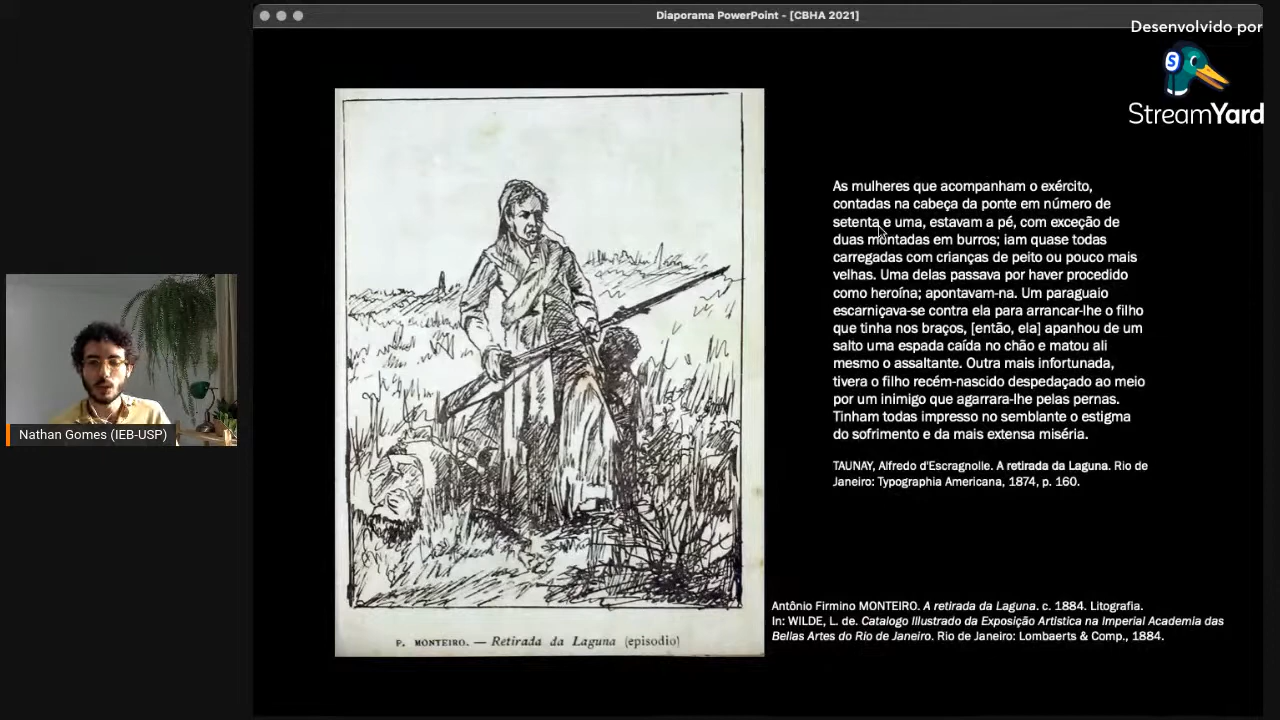 Diaporama PowerPoint - [CBHA 2021]
Desenvolvido por
StreamYard
As mulheres que acompanham o exército,
contadas na cabeça da ponte em número de
setenta e uma, estavam a pé, com exceção de
duas montadas em burros; iam quase todas
carregadas com crianças de peito ou pouco mais
velhas. Uma delas passava por haver procedido
como heroína; apontavam-na. Um paraguaio
escarniçava-se contra ela para arrancar-lhe o filho
que tinha nos braços, [então, ela] apanhou de um
salto uma espada caída no chão e matou ali
mesmo o assaltante. Outra mais infortunada,
tivera o filho recém-nascido despedaçado ao meio
por um inimigo que agarrara-lhe pelas pernas.
Tinham todas impresso no semblante o estigma
do sofrimento e da mais extensa miséria.
TAUNAY, Alfredo d'Escragnolle. A retirada da Laguna. Rio de
Janeiro: Typographia Americana, 1874, p. 160.
Nathan Gomes (IEB-USP)
Antônio Firmino MONTEIRO. A retirada da Laguna. c. 1884. Litografia.
In: WILDE, L. de. Catalogo Illustrado da Exposição Artistica na Imperial Academia das
Bellas Artes do Rio de Janeiro. Rio de Janeiro: Lombaerts & Comp., 1884.
P. MONTEIRO. — Retirada da Laguna (episodio)